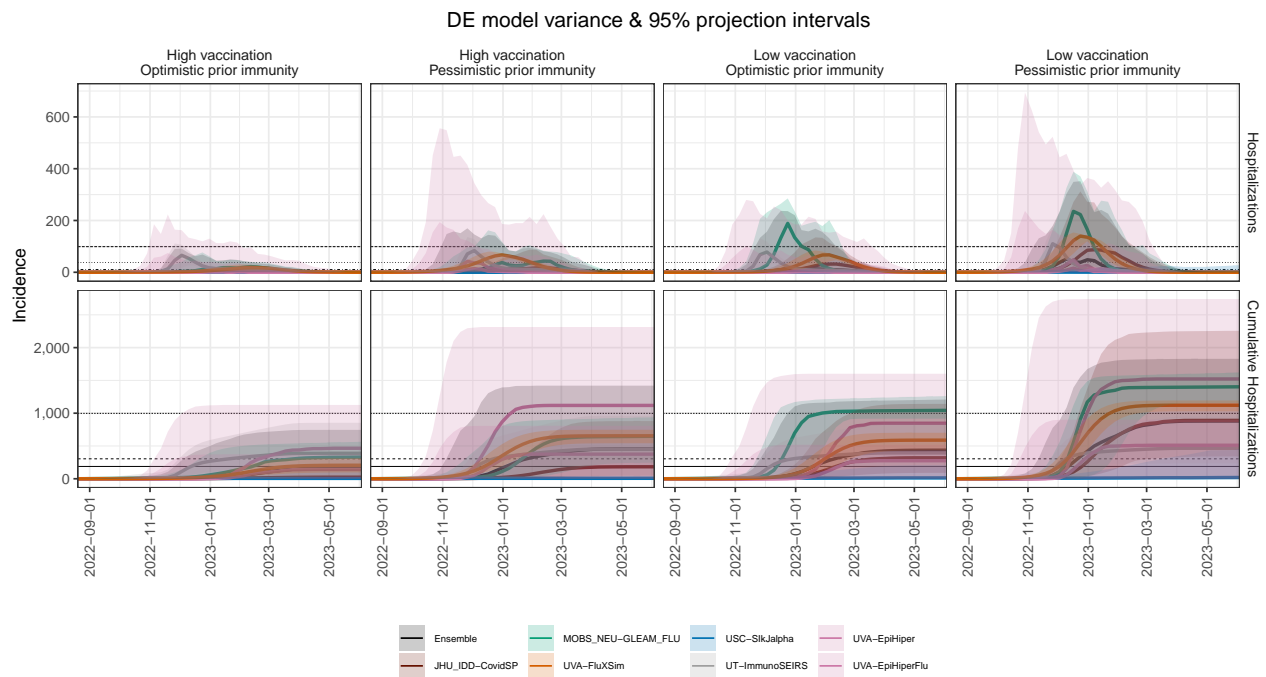 DE model variance & 95% projection intervals
High vaccination
Optimistic prior immunity
High vaccination
Pessimistic prior immunity
Low vaccination
Optimistic prior immunity
Low vaccination
Pessimistic prior immunity
600
400
200
0
Hospitalizations
Incidence
2,000
1,000
0
Cumulative Hospitalizations
2022−09−01
2022−11−01
2023−01−01
2023−03−01
2023−05−01
2022−09−01
2022−11−01
2023−01−01
2023−03−01
2023−05−01
2022−09−01
2022−11−01
2023−01−01
2023−03−01
2023−05−01
2022−09−01
2022−11−01
2023−01−01
2023−03−01
2023−05−01
Ensemble
MOBS_NEU−GLEAM_FLU
USC−SIkJalpha
UVA−EpiHiper
JHU_IDD−CovidSP
UVA−FluXSim
UT−ImmunoSEIRS
UVA−EpiHiperFlu